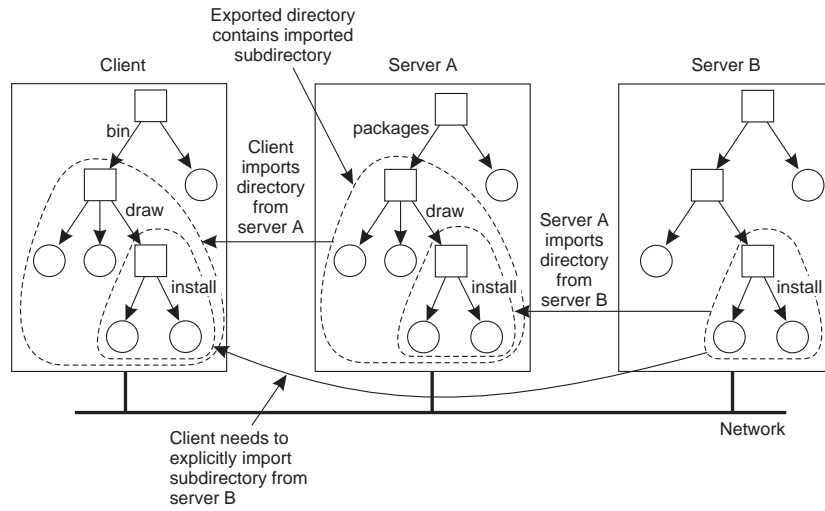 Exported directory
contains imported
subdirectory
Client
Server A
Server B
bin
packages
Client
imports
directory
from
server A
draw
draw
Server A
imports
directory
from
server B
install
install
install
Network
Client needs to
explicitly import
subdirectory from
server B